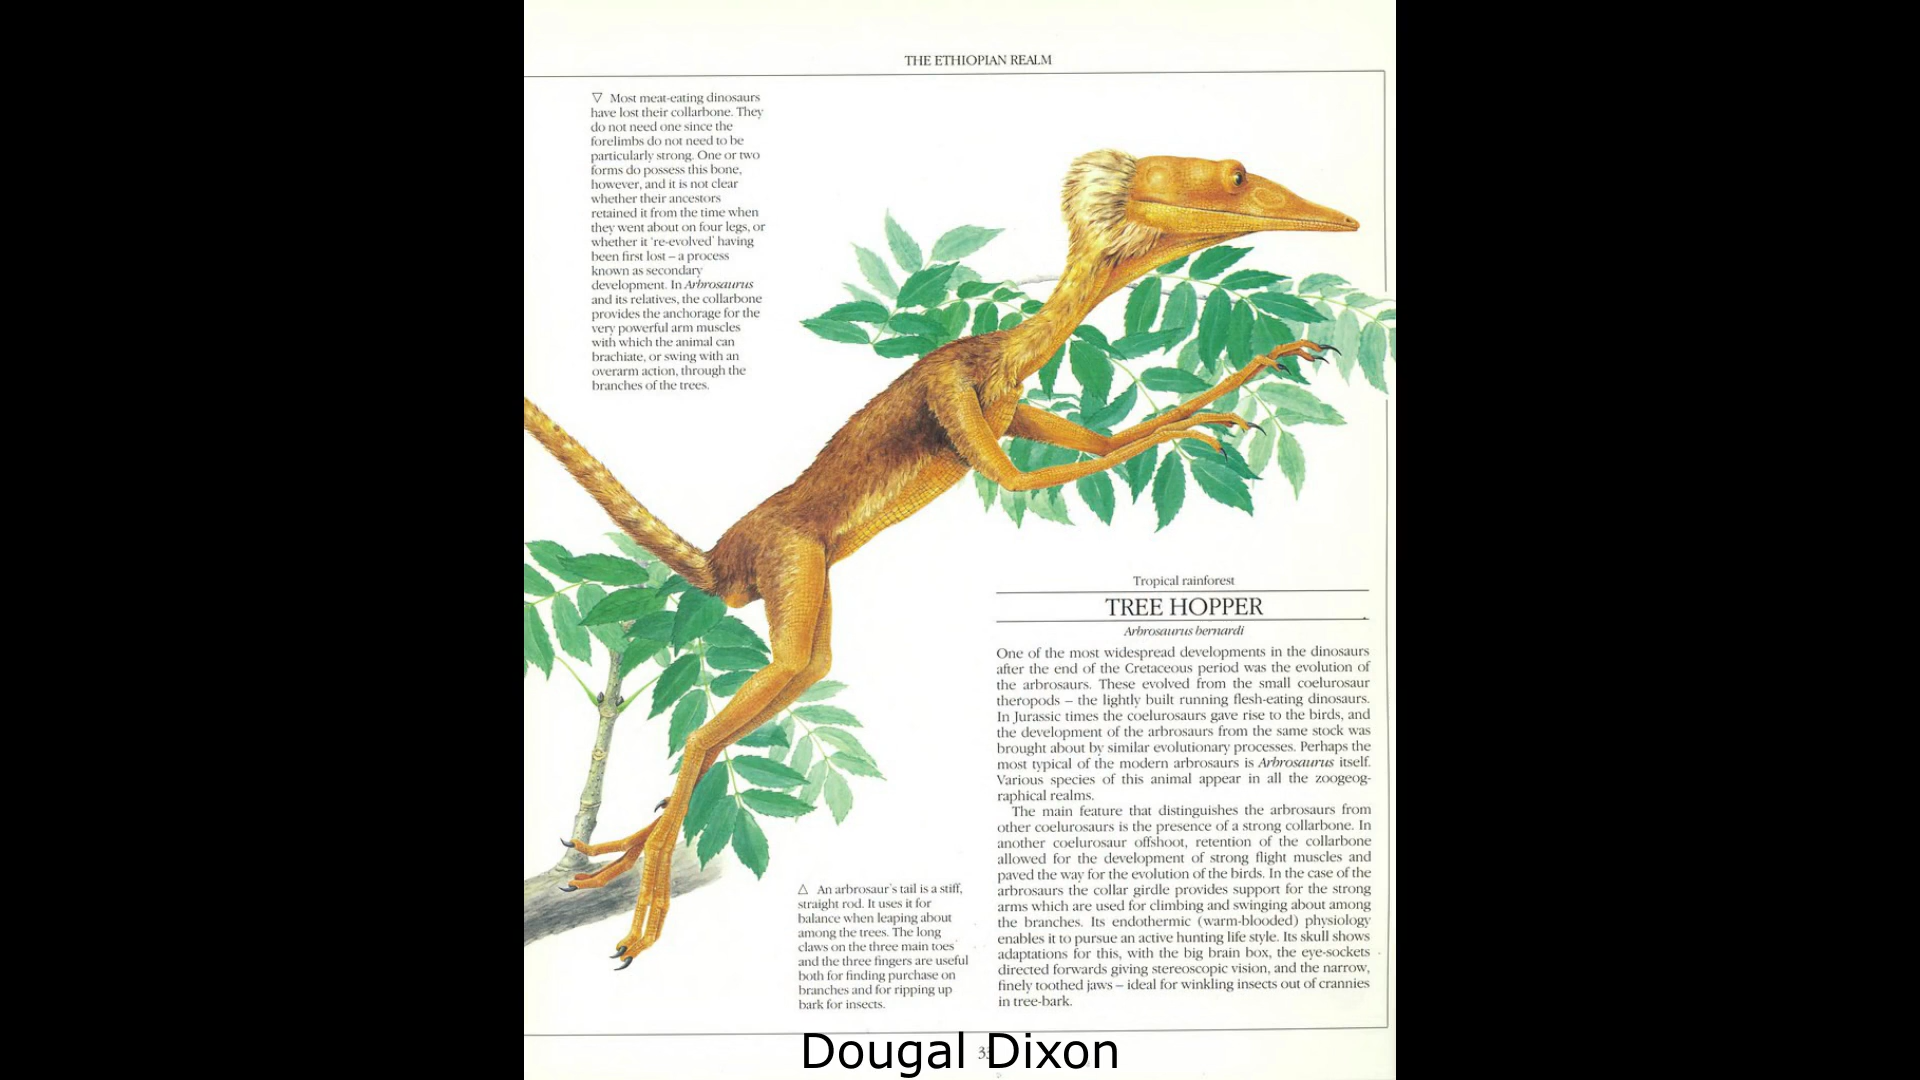 THE ETHIOPIAN REALM
▽ Most meat-eating dinosaurs
have lost their collarbone. They
do not need one since the
forelimbs do not need to be
particularly strong. One or two
forms do possess this bone,
however, and it is not clear
whether their ancestors
retained it from the time when
they went about on four legs, or
whether it ‘re-evolved’ having
been first lost – a process
known as secondary
development. In Arbrosaurus
and its relatives, the collarbone
provides the anchorage for the
very powerful arm muscles
with which the animal can
brachiate, or swing with an
overarm action, through the
branches of the trees.
Tropical rainforest
TREE HOPPER
Arbrosaurus bernardi
One of the most widespread developments in the dinosaurs
after the end of the Cretaceous period was the evolution of
the arbrosaurs. These evolved from the small coelurosaur
theropods – the lightly built running flesh-eating dinosaurs.
In Jurassic times the coelurosaurs gave rise to the birds, and
the development of the arbrosaurs from the same stock was
brought about by similar evolutionary processes. Perhaps the
most typical of the modern arbrosaurs is Arbrosaurus itself.
Various species of this animal appear in all the zoogeog-
raphical realms.
The main feature that distinguishes the arbrosaurs from
other coelurosaurs is the presence of a strong collarbone. In
another coelurosaur offshoot, retention of the collarbone
allowed for the development of strong flight muscles and
paved the way for the evolution of the birds. In the case of the
arbrosaurs the collar girdle provides support for the strong
arms which are used for climbing and swinging about among
the branches. Its endothermic (warm-blooded) physiology
enables it to pursue an active hunting life style. Its skull shows
adaptations for this, with the big brain box, the eye-sockets
directed forwards giving stereoscopic vision, and the narrow,
finely toothed jaws – ideal for winkling insects out of crannies
in tree-bark.
△ An arbrosaur's tail is a stiff,
straight rod. It uses it for
balance when leaping about
among the trees. The long
claws on the three main toes
and the three fingers are useful
both for finding purchase on
branches and for ripping up
bark for insects.
Dougal Dixon